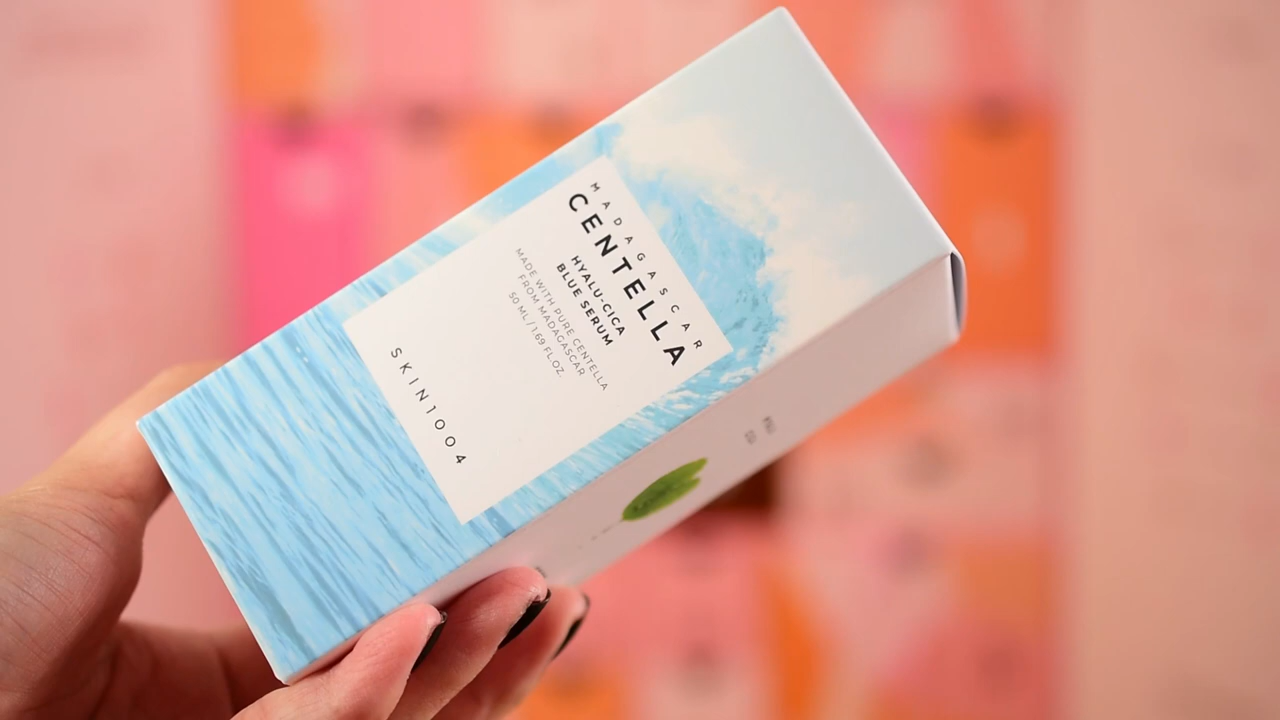 MADAGASCAR
CENTELLA
HYALU-CICA
BLUE SERUM
MADE WITH PURE CENTELLA
FROM MADAGASCAR
50 ML / 1.69 FL.OZ.
SKIN1004